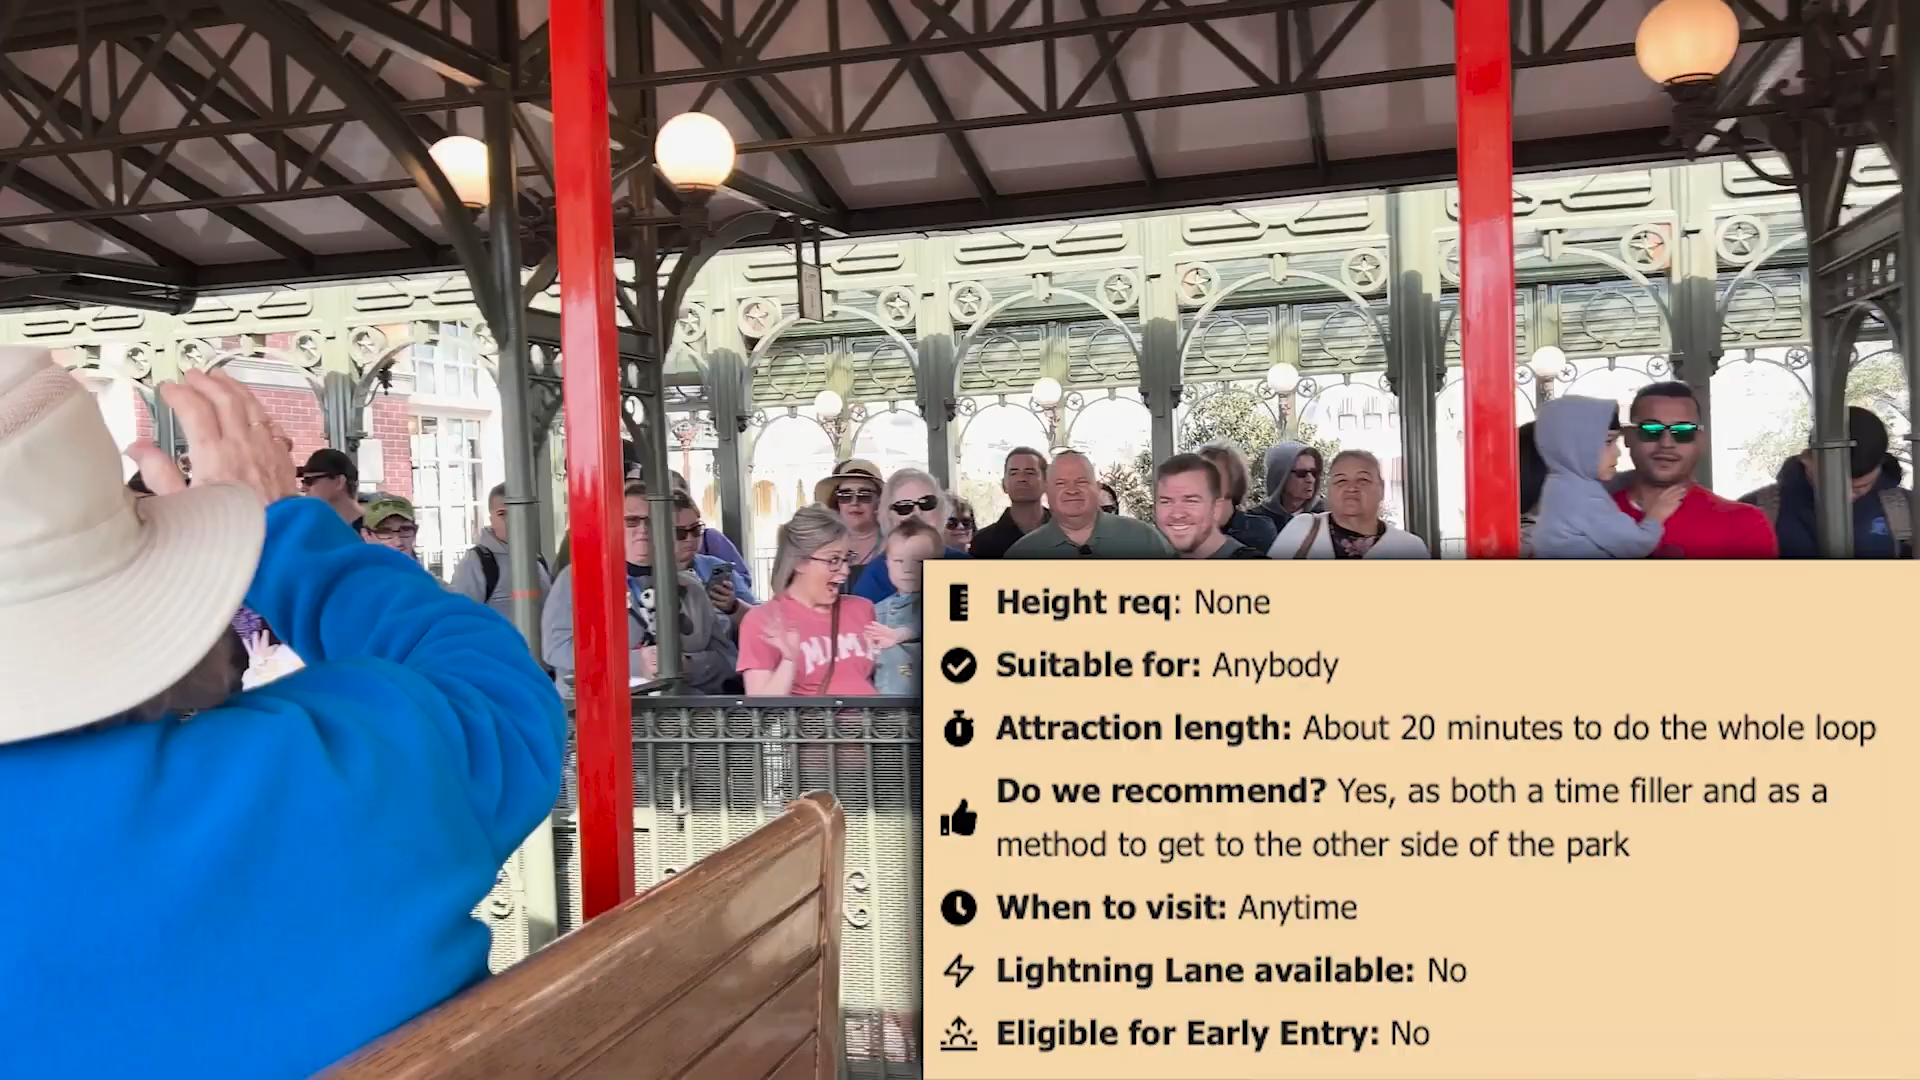 MAMA
Height req: None
Suitable for: Anybody
Attraction length: About 20 minutes to do the whole loop
Do we recommend? Yes, as both a time filler and as a
method to get to the other side of the park
When to visit: Anytime
Lightning Lane available: No
Eligible for Early Entry: No